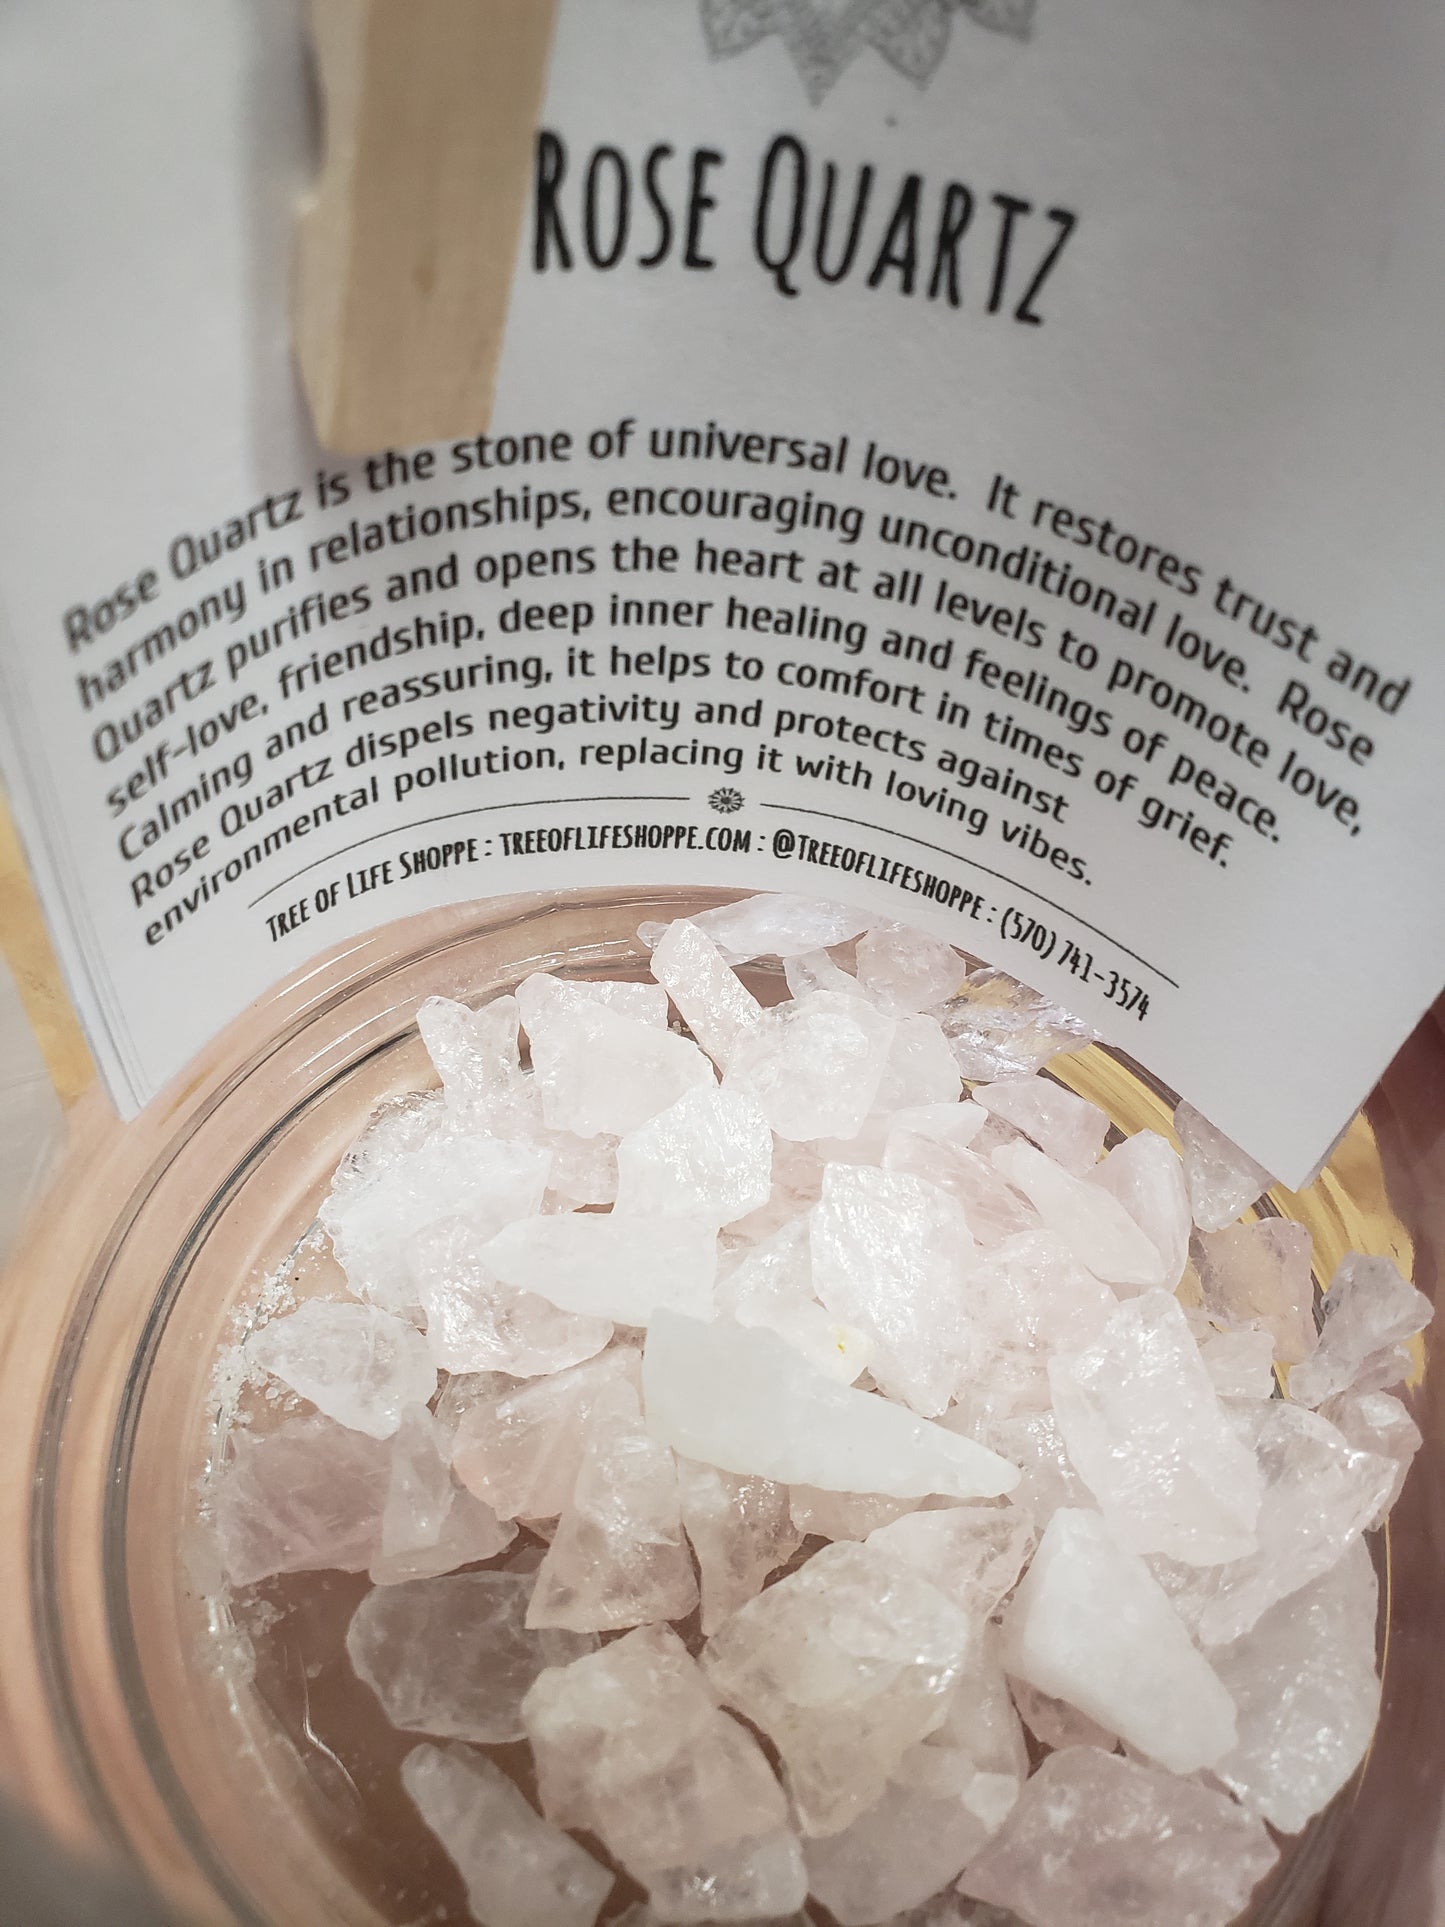 ROSE QUARTZ
Rose Quartz is the stone of universal love. It restores trust and
harmony in relationships, encouraging unconditional love. Rose
Quartz purifies and opens the heart at all levels to promote love,
self-love, friendship, deep inner healing and feelings of peace.
Calming and reassuring, it helps to comfort in times of grief.
Rose Quartz dispels negativity and protects against
environmental pollution, replacing it with loving vibes.
TREE OF LIFE SHOPPE : TREEOFLIFESHOPPE.COM : @TREEOFLIFESHOPPE : (570) 741-3574